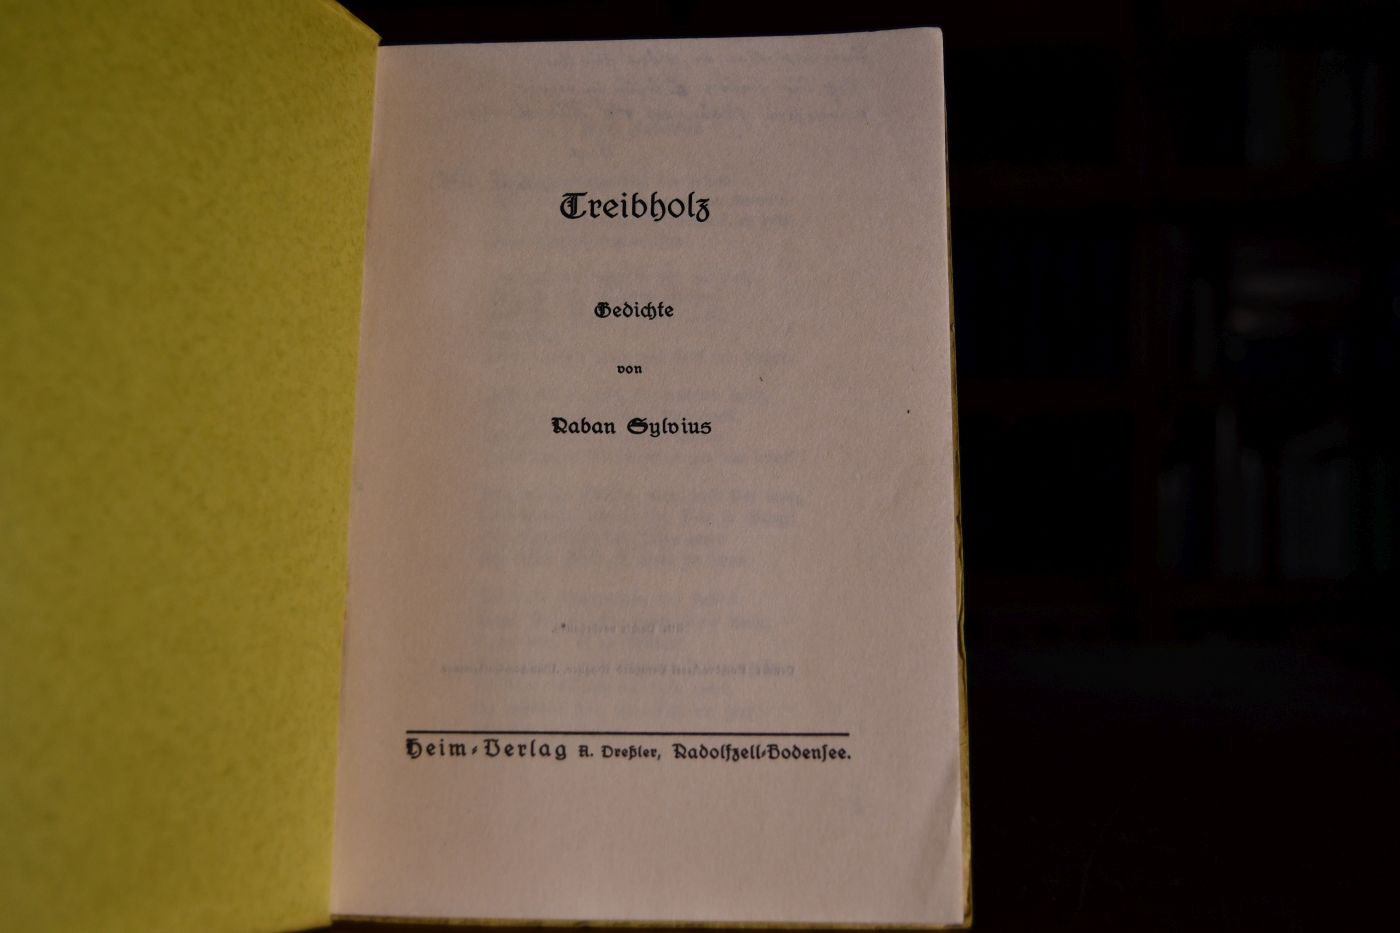 Treibholz
Gedichte
von
Raban Sylvius
Heim-Verlag A. Dreßler, Radolfzell-Bodensee.